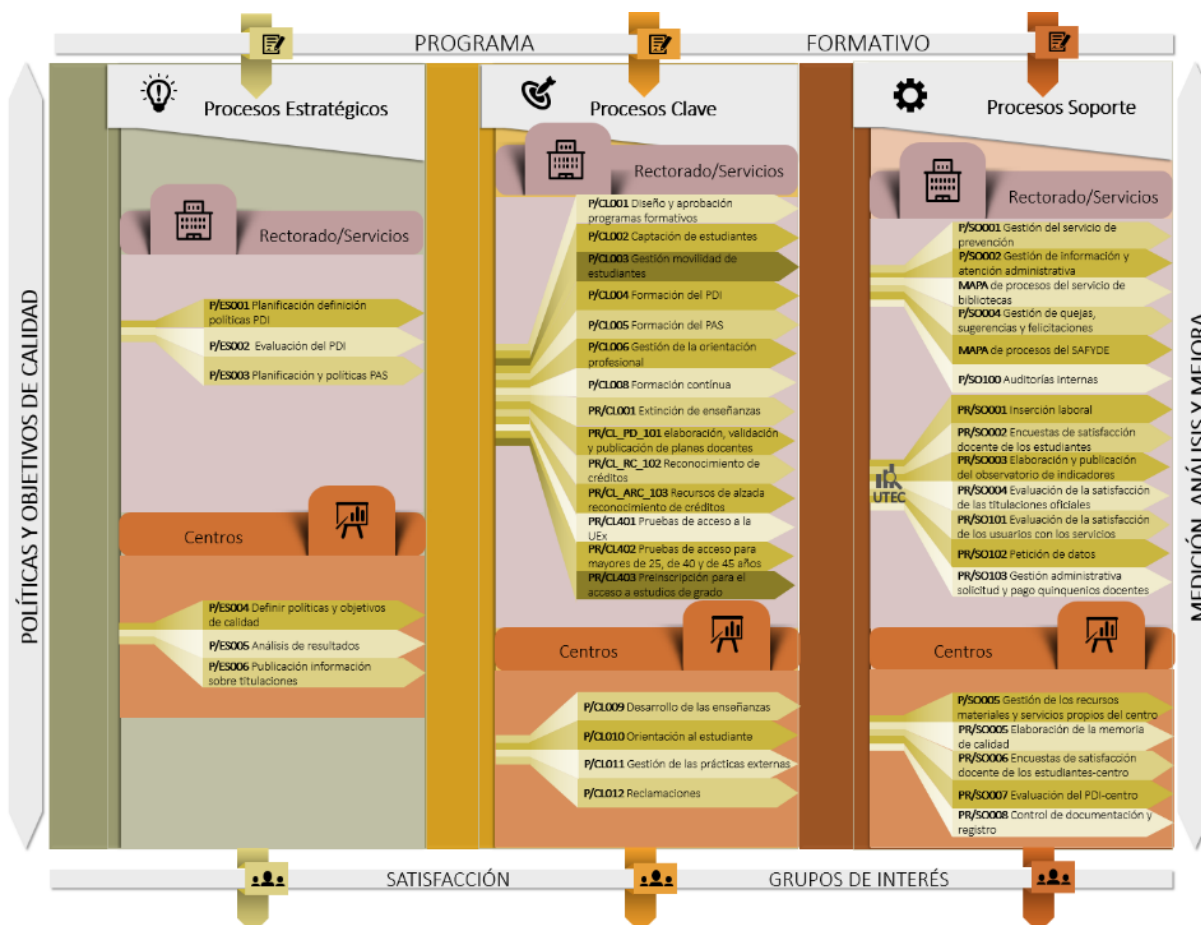 PROGRAMA FORMATIVO
POLÍTICAS Y OBJETIVOS DE CALIDAD
Procesos Estratégicos
Rectorado/Servicios
P/ES001 Planificación definición
políticas PDI
P/ES002 Evaluación del PDI
P/ES003 Planificación y políticas PAS
Centros
P/ES004 Definir políticas y objetivos
de calidad
P/ES005 Análisis de resultados
P/ES006 Publicación información
sobre titulaciones
Procesos Clave
Rectorado/Servicios
P/CL001 Diseño y aprobación
programas formativos
P/CL002 Captación de estudiantes
P/CL003 Gestión movilidad de
estudiantes
P/CL004 Formación del PDI
P/CL005 Formación del PAS
P/CL006 Gestión de la orientación
profesional
P/CL008 Formación contínua
PR/CL001 Extinción de enseñanzas
PR/CL_PD_101 elaboración, validación
y publicación de planes docentes
PR/CL_RC_102 Reconocimiento de
créditos
PR/CL_ARC_103 Recursos de alzada
reconocimiento de créditos
PR/CL401 Pruebas de acceso a la
UEx
PR/CL402 Pruebas de acceso para
mayores de 25, de 40 y de 45 años
PR/CL403 Preinscripción para el
acceso a estudios de grado
Centros
P/CL009 Desarrollo de las enseñanzas
P/CL010 Orientación al estudiante
P/CL011 Gestión de las prácticas externas
P/CL012 Reclamaciones
Procesos Soporte
Rectorado/Servicios
P/SO001 Gestión del servicio de
prevención
P/SO002 Gestión de información y
atención administrativa
MAPA de procesos del servicio de
bibliotecas
P/SO004 Gestión de quejas,
sugerencias y felicitaciones
MAPA de procesos del SAFYDE
P/SO100 Auditorías internas
UTEC
PR/SO001 Inserción laboral
PR/SO002 Encuestas de satisfacción
docente de los estudiantes
PR/SO003 Elaboración y publicación
del observatorio de indicadores
PR/SO004 Evaluación de la satisfacción
de las titulaciones oficiales
PR/SO101 Evaluación de la satisfacción
de los usuarios con los servicios
PR/SO102 Petición de datos
PR/SO103 Gestión administrativa
solicitud y pago quinquenios docentes
Centros
P/SO005 Gestión de los recursos
materiales y servicios propios del centro
PR/SO005 Elaboración de la memoria
de calidad
PR/SO006 Encuestas de satisfacción
docente de los estudiantes-centro
PR/SO007 Evaluación del PDI-centro
PR/SO008 Control de documentación y
registro
MEDICIÓN, ANÁLISIS Y MEJORA
SATISFACCIÓN GRUPOS DE INTERÉS